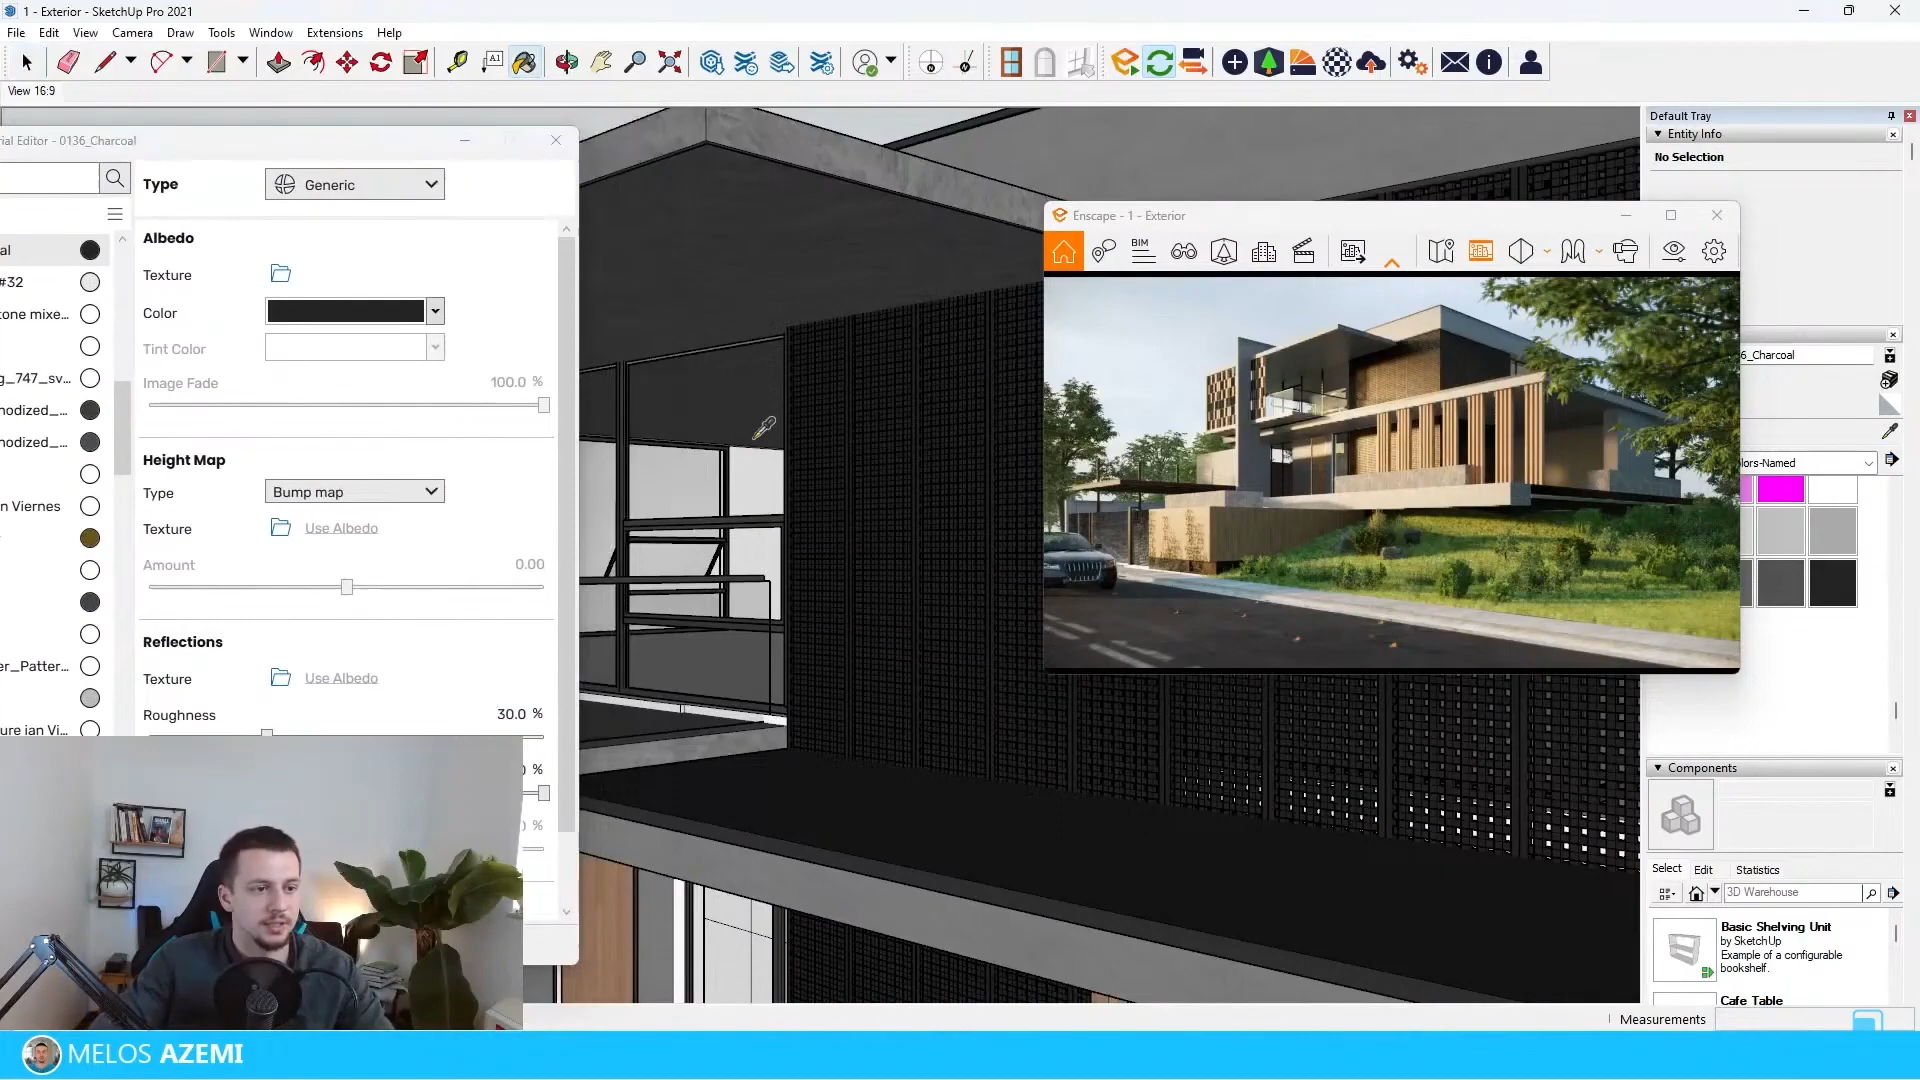 1 - Exterior - SketchUp Pro 2021
File Edit View Camera Draw Tools Window Extensions Help
View 16:9
ial Editor - 0136_Charcoal
Type Generic
Albedo
Texture
Color
Tint Color
Image Fade 100.0 %
Height Map
Type Bump map
Texture Use Albedo
Amount 0.00
Reflections
Texture Use Albedo
Roughness 30.0 %
%
%
al
#32
tone mixe...
g_747_sv...
nodized_...
nodized_...
n Viernes
er_Patter...
ure ian Vi...
Enscape - 1 - Exterior
BIM
Default Tray
Entity Info
No Selection
6_Charcoal
lors-Named
Components
Select Edit Statistics
3D Warehouse
Basic Shelving Unit
by SketchUp
Example of a configurable
bookshelf.
Cafe Table
Measurements
MELOS AZEMI